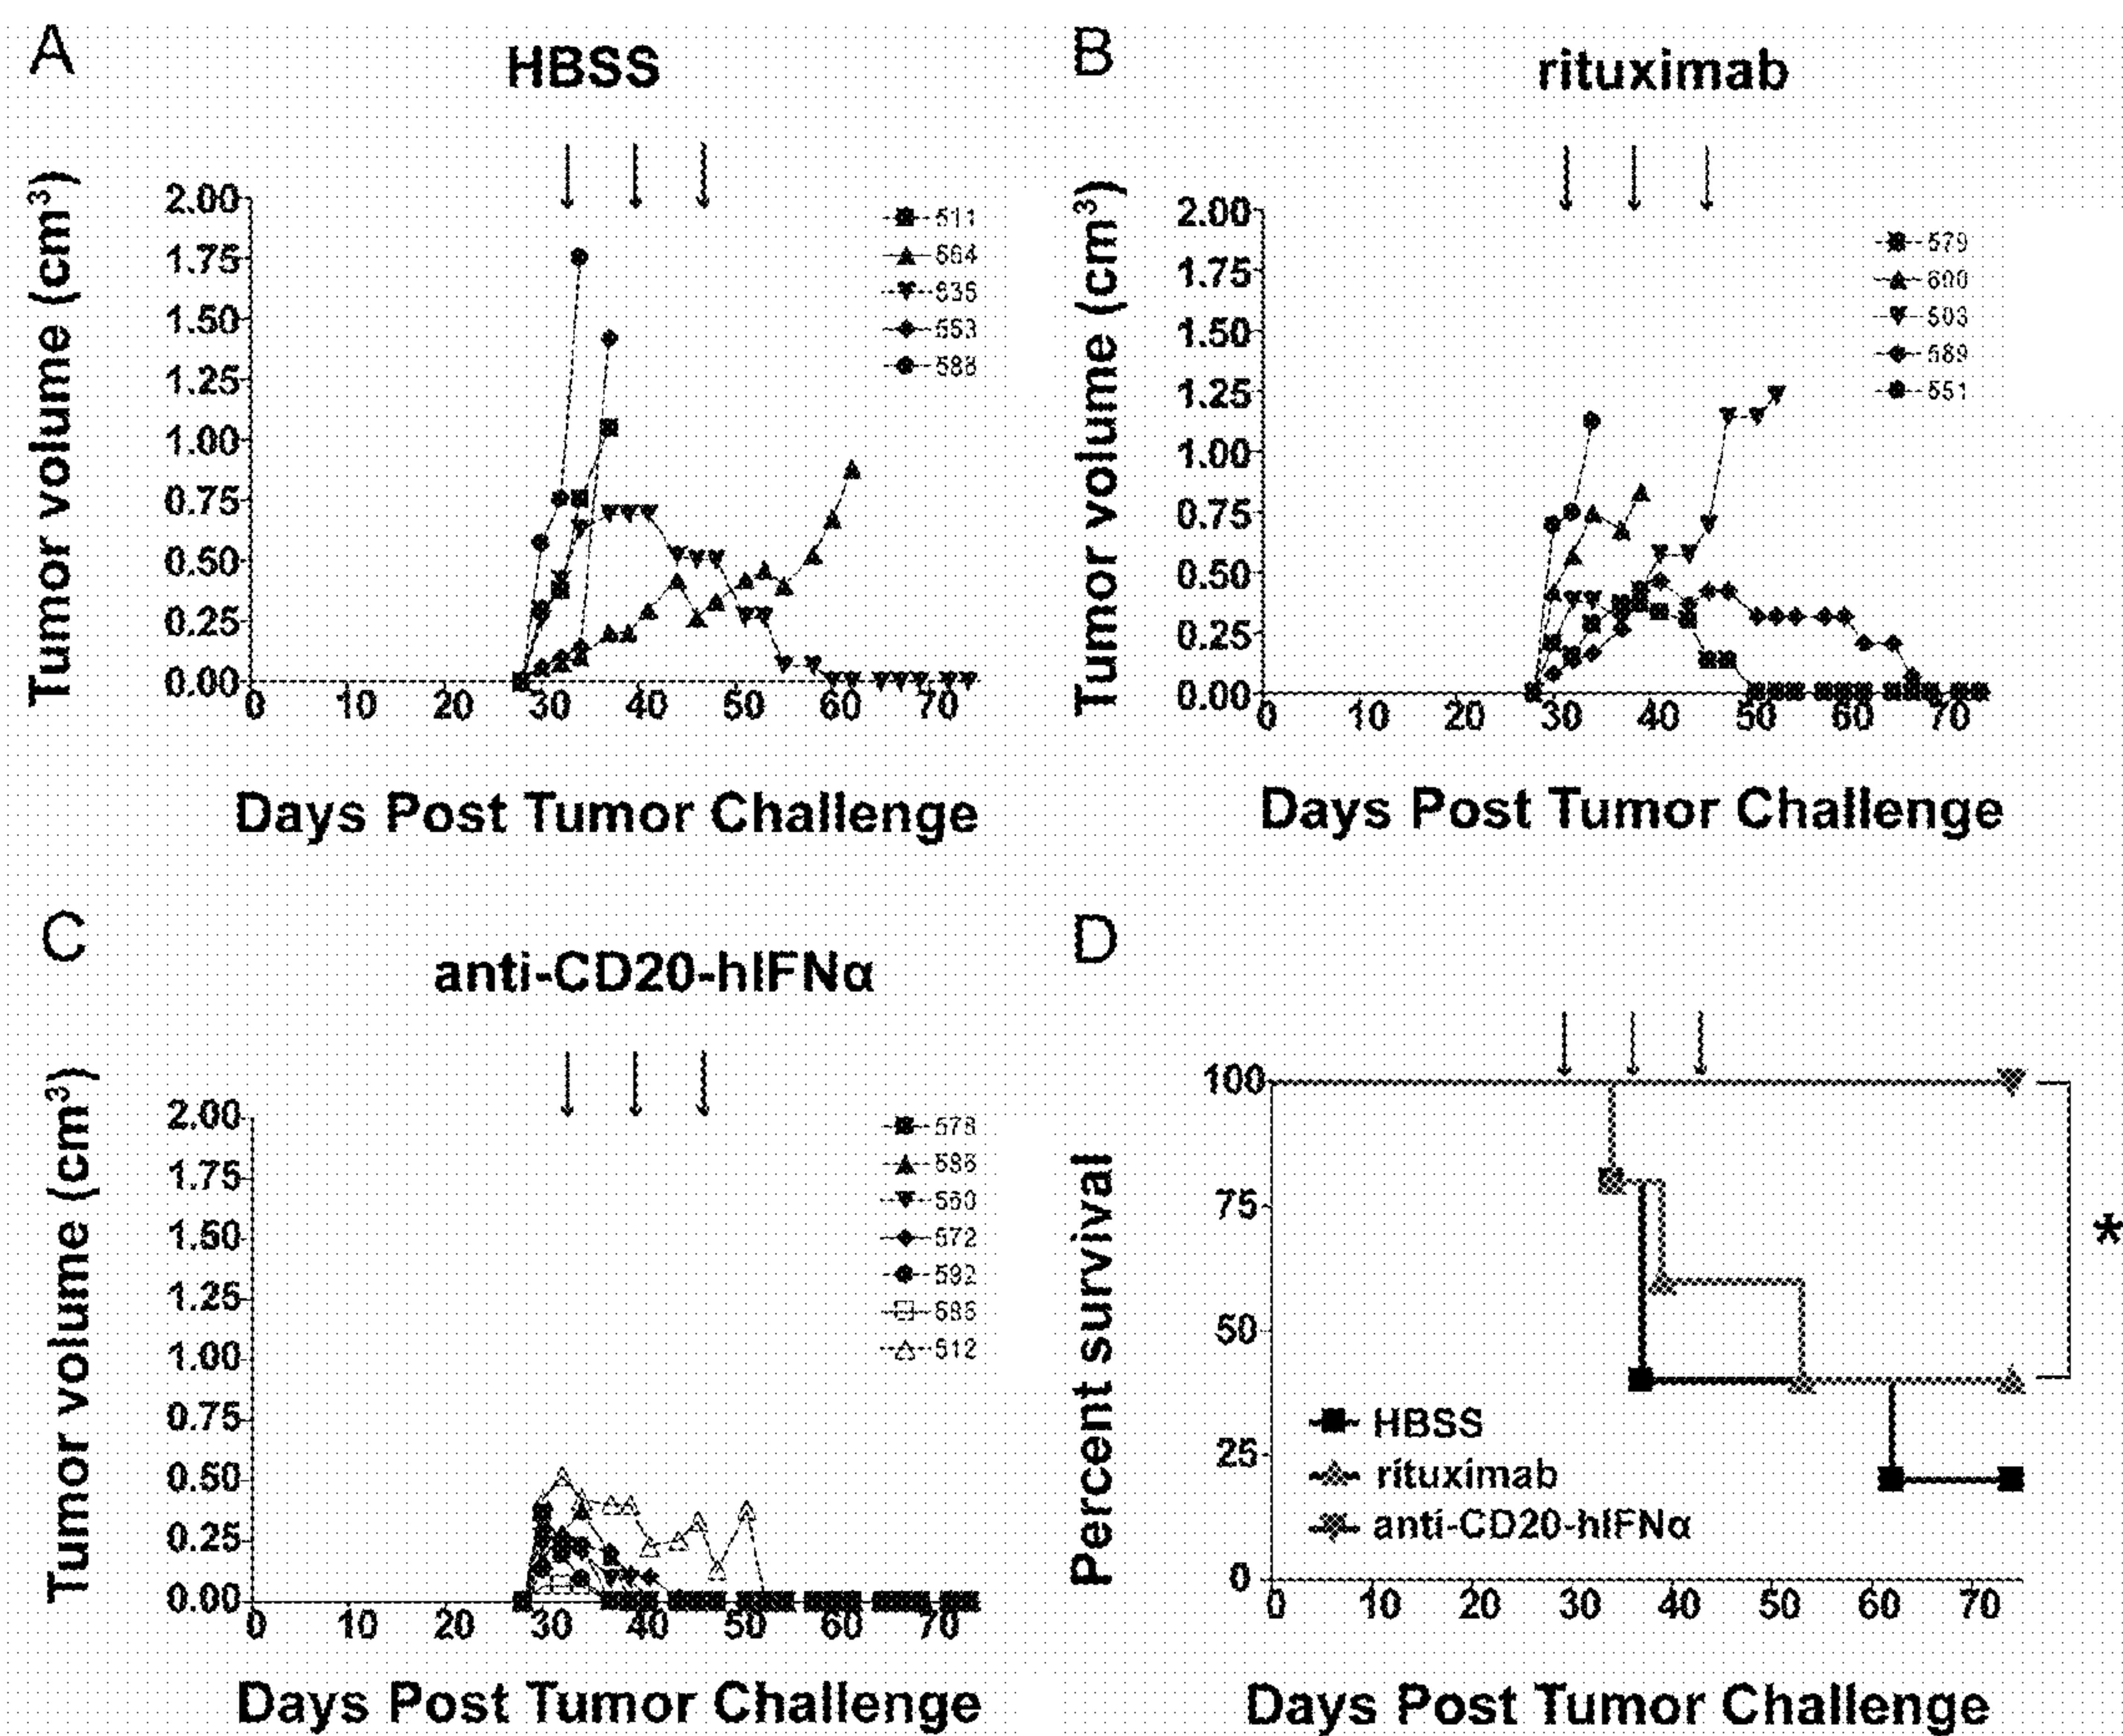 A
HBSS
Tumor volume (cm³)
2.00
1.75
1.50
1.25
1.00
0.75
0.50
0.25
0.00
0 10 20 30 40 50 60 70
511
Days Post Tumor Challenge
B
rituximab
Tumor volume (cm³)
2.00
1.75
1.50
1.25
1.00
0.75
0.50
0.25
0.00
0 10 20 30 40 50 60 70
579
551
Days Post Tumor Challenge
C
anti-CD20-hIFNα
Tumor volume (cm³)
2.00
1.75
1.50
1.25
1.00
0.75
0.50
0.25
0.00
0 10 20 30 40 50 60 70
572
592
512
Days Post Tumor Challenge
D
Percent survival
100
75
50
25
0
0 10 20 30 40 50 60 70
HBSS
rituximab
anti-CD20-hIFNα
*
Days Post Tumor Challenge